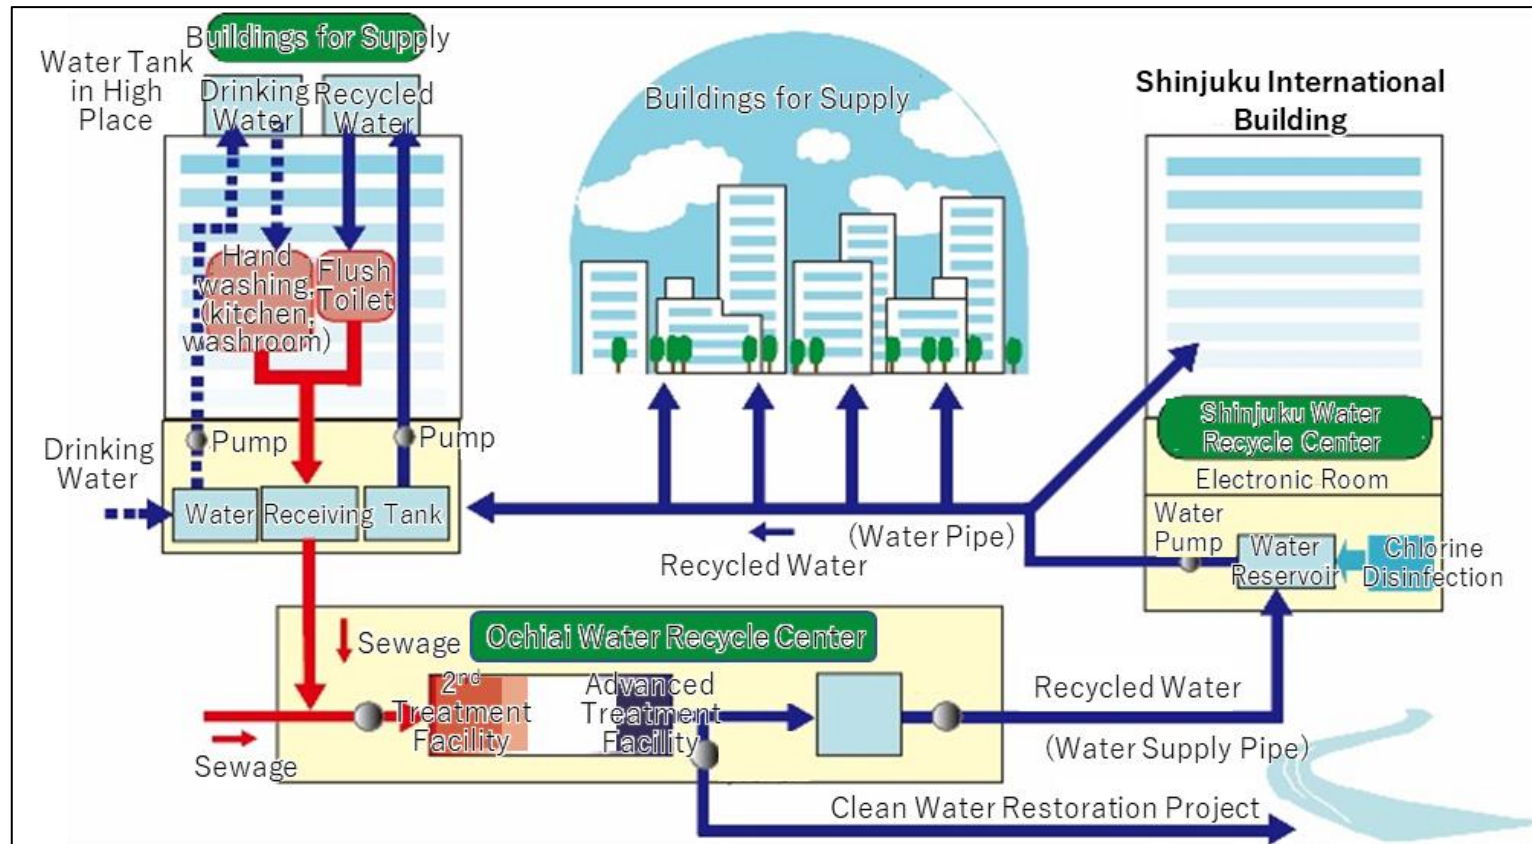 Buildings for Supply
Water Tank
in High
Place
Drinking
Water
Recycled
Water
Hand
washing,
(kitchen,
washroom)
Flush
Toilet
Pump
Pump
Drinking
Water
Water
Receiving
Tank
Buildings for Supply
Shinjuku International
Building
Shinjuku Water
Recycle Center
Electronic Room
Water
Pump
Water
Reservoir
Chlorine
Disinfection
(Water Pipe)
Recycled Water
Sewage
Ochiai Water Recycle Center
2nd
Treatment
Facility
Advanced
Treatment
Facility
Sewage
Recycled Water
(Water Supply Pipe)
Clean Water Restoration Project